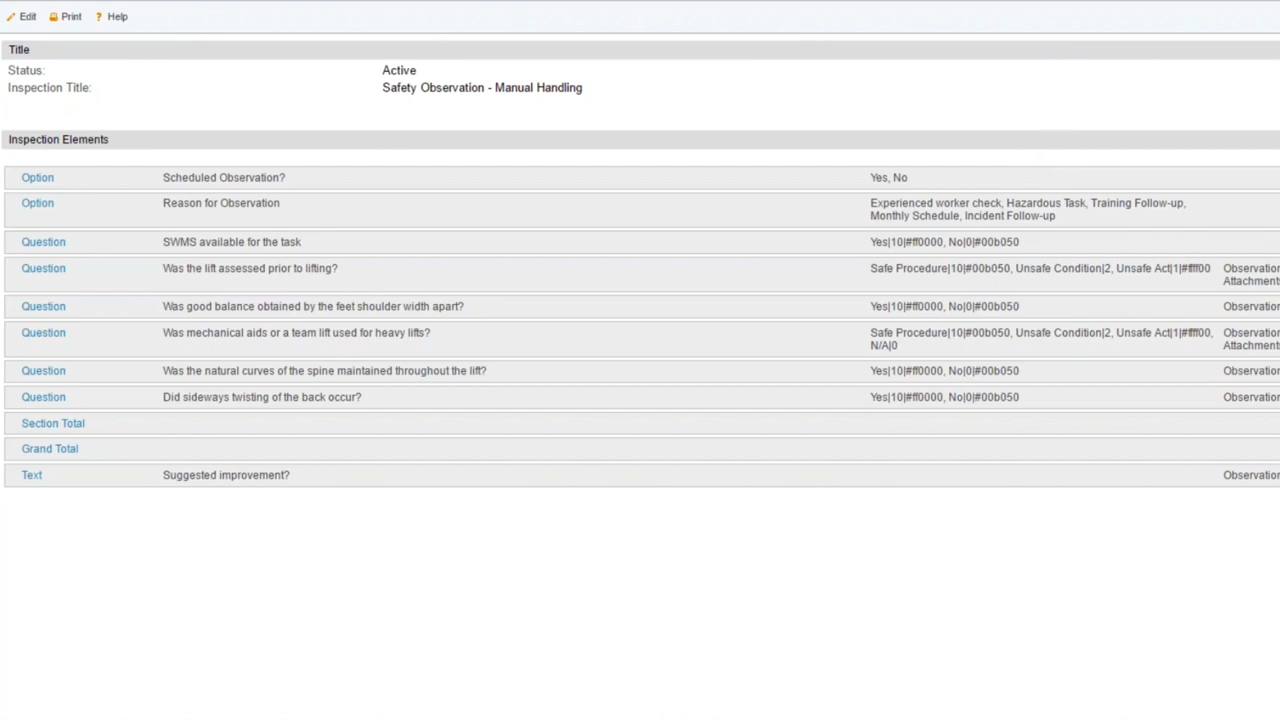 Edit Print ? Help
Title
Status: Active
Inspection Title: Safety Observation - Manual Handling
Inspection Elements
Option Scheduled Observation? Yes, No
Option Reason for Observation Experienced worker check, Hazardous Task, Training Follow-up,
Monthly Schedule, Incident Follow-up
Question SWMS available for the task Yes|10|#ff0000, No|0|#00b050
Question Was the lift assessed prior to lifting? Safe Procedure|10|#00b050, Unsafe Condition|2, Unsafe Act|1|#ffff00 Observation
Attachments
Question Was good balance obtained by the feet shoulder width apart? Yes|10|#ff0000, No|0|#00b050 Observation
Question Was mechanical aids or a team lift used for heavy lifts? Safe Procedure|10|#00b050, Unsafe Condition|2, Unsafe Act|1|#ffff00, Observation
N/A|0 Attachments
Question Was the natural curves of the spine maintained throughout the lift? Yes|10|#ff0000, No|0|#00b050 Observation
Question Did sideways twisting of the back occur? Yes|10|#ff0000, No|0|#00b050 Observation
Section Total
Grand Total
Text Suggested improvement? Observation